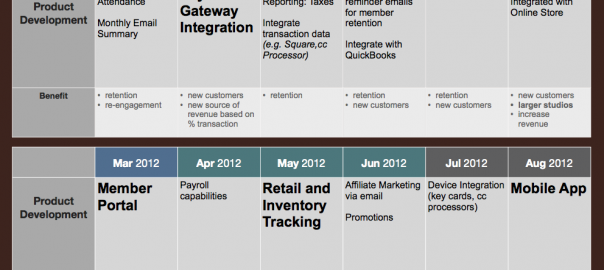 Product
Development
Attendance
Monthly Email
Summary
Gateway
Integration
Reporting: Taxes
Integrate
transaction data
(e.g. Square,cc
Processor)
reminder emails
for member
retention
Integrate with
QuickBooks
Integrated with
Online Store
Benefit
• retention
• re-engagement
• new customers
• new source of
revenue based on
% transaction
• retention
• retention
• new customers
• retention
• new customers
• new customers
• larger studios
• increase
revenue
Mar 2012
Apr 2012
May 2012
Jun 2012
Jul 2012
Aug 2012
Product
Development
Member
Portal
Payroll
capabilities
Retail and
Inventory
Tracking
Affiliate Marketing
via email
Promotions
Device Integration
(key cards, cc
processors)
Mobile App